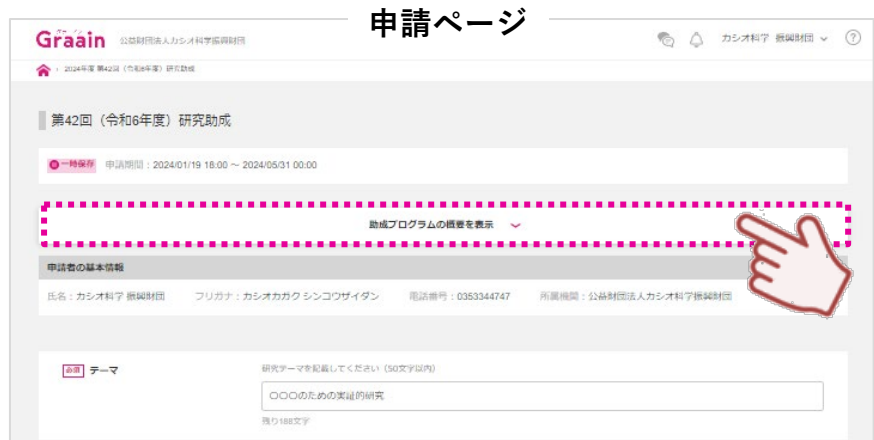 申請ページ
グラーイン
Graain 公益財団法人カシオ科学振興財団
カシオ科学 振興財団
?
2024年度 第42回（令和6年度）研究助成
第42回（令和6年度）研究助成
一時保存 申請期間：2024/01/19 18:00 ～ 2024/05/31 00:00
助成プログラムの概要を表示
申請者の基本情報
氏名：カシオ科学 振興財団 フリガナ：カシオカガク シンコウザイダン 電話番号：0353344747 所属機関：公益財団法人カシオ科学振興財団
必須 テーマ
研究テーマを記載してください（50文字以内）
〇〇〇のための実証的研究
残り188文字